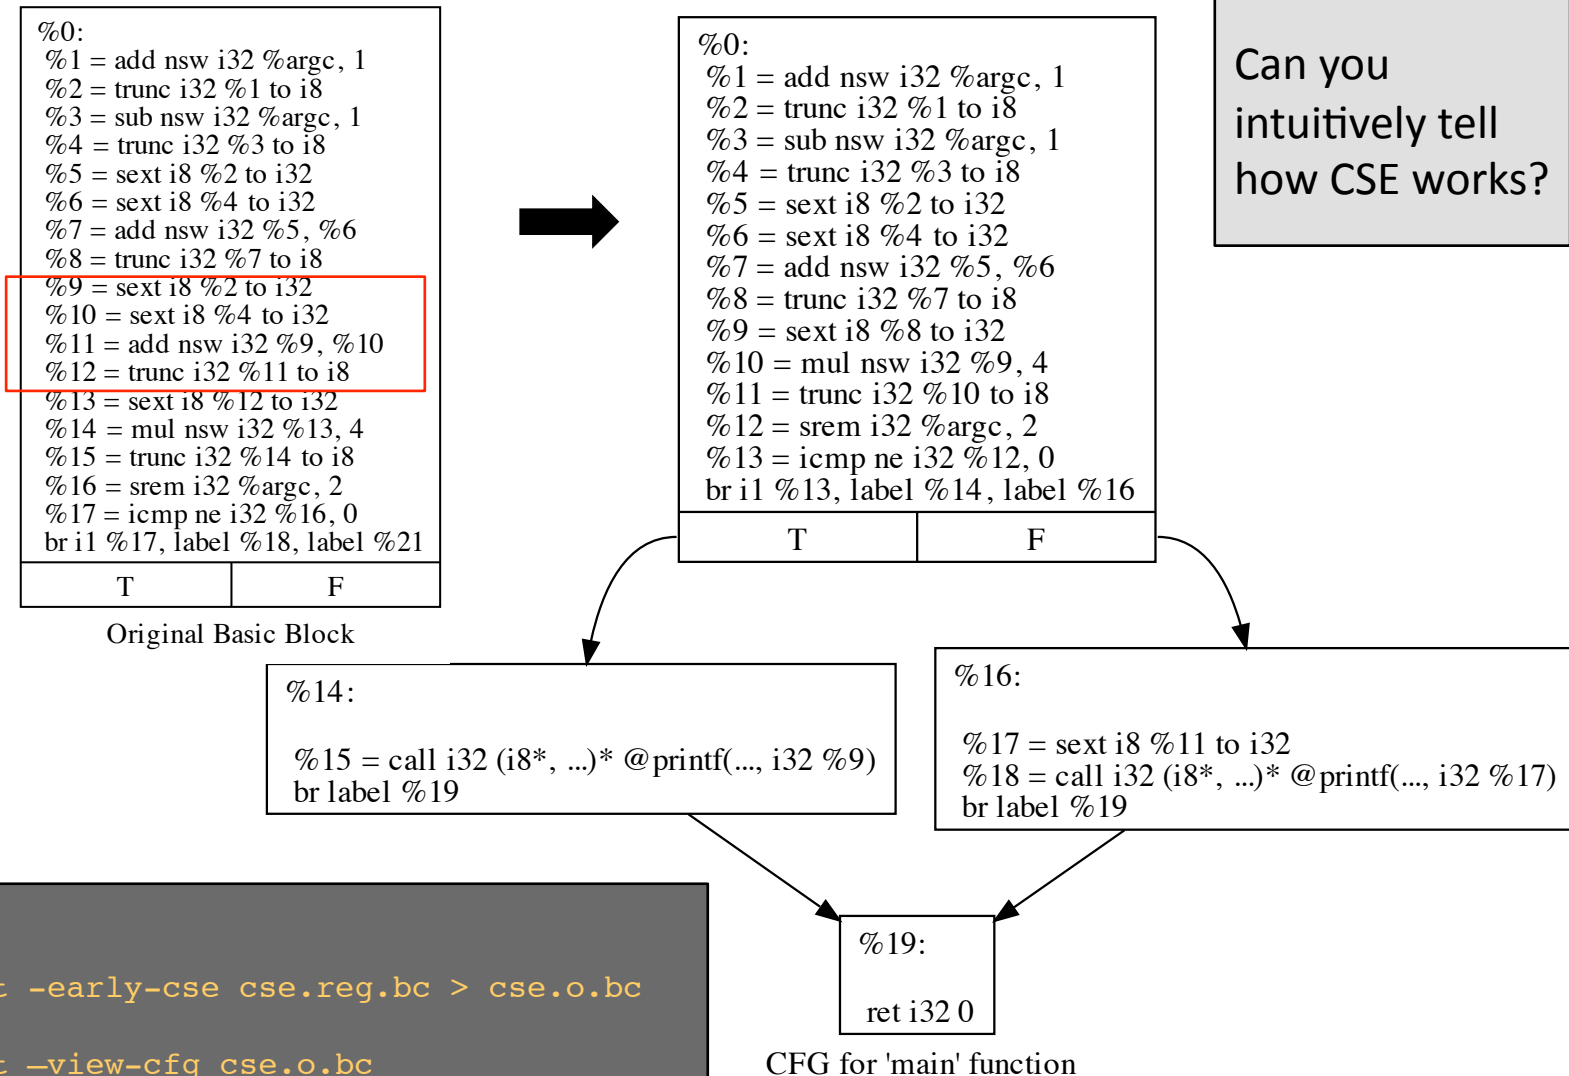 %0:
%1 = add nsw i32 %argc, 1
%2 = trunc i32 %1 to i8
%3 = sub nsw i32 %argc, 1
%4 = trunc i32 %3 to i8
%5 = sext i8 %2 to i32
%6 = sext i8 %4 to i32
%7 = add nsw i32 %5, %6
%8 = trunc i32 %7 to i8
%9 = sext i8 %2 to i32
%10 = sext i8 %4 to i32
%11 = add nsw i32 %9, %10
%12 = trunc i32 %11 to i8
%13 = sext i8 %12 to i32
%14 = mul nsw i32 %13, 4
%15 = trunc i32 %14 to i8
%16 = srem i32 %argc, 2
%17 = icmp ne i32 %16, 0
br i1 %17, label %18, label %21
T F
Original Basic Block
%0:
%1 = add nsw i32 %argc, 1
%2 = trunc i32 %1 to i8
%3 = sub nsw i32 %argc, 1
%4 = trunc i32 %3 to i8
%5 = sext i8 %2 to i32
%6 = sext i8 %4 to i32
%7 = add nsw i32 %5, %6
%8 = trunc i32 %7 to i8
%9 = sext i8 %8 to i32
%10 = mul nsw i32 %9, 4
%11 = trunc i32 %10 to i8
%12 = srem i32 %argc, 2
%13 = icmp ne i32 %12, 0
br i1 %13, label %14, label %16
T F
Can you
intuitively tell
how CSE works?
%14:
%15 = call i32 (i8*, ...)* @printf(..., i32 %9)
br label %19
%16:
%17 = sext i8 %11 to i32
%18 = call i32 (i8*, ...)* @printf(..., i32 %17)
br label %19
%19:
ret i32 0
CFG for 'main' function
t -early-cse cse.reg.bc > cse.o.bc
t –view-cfg cse.o.bc